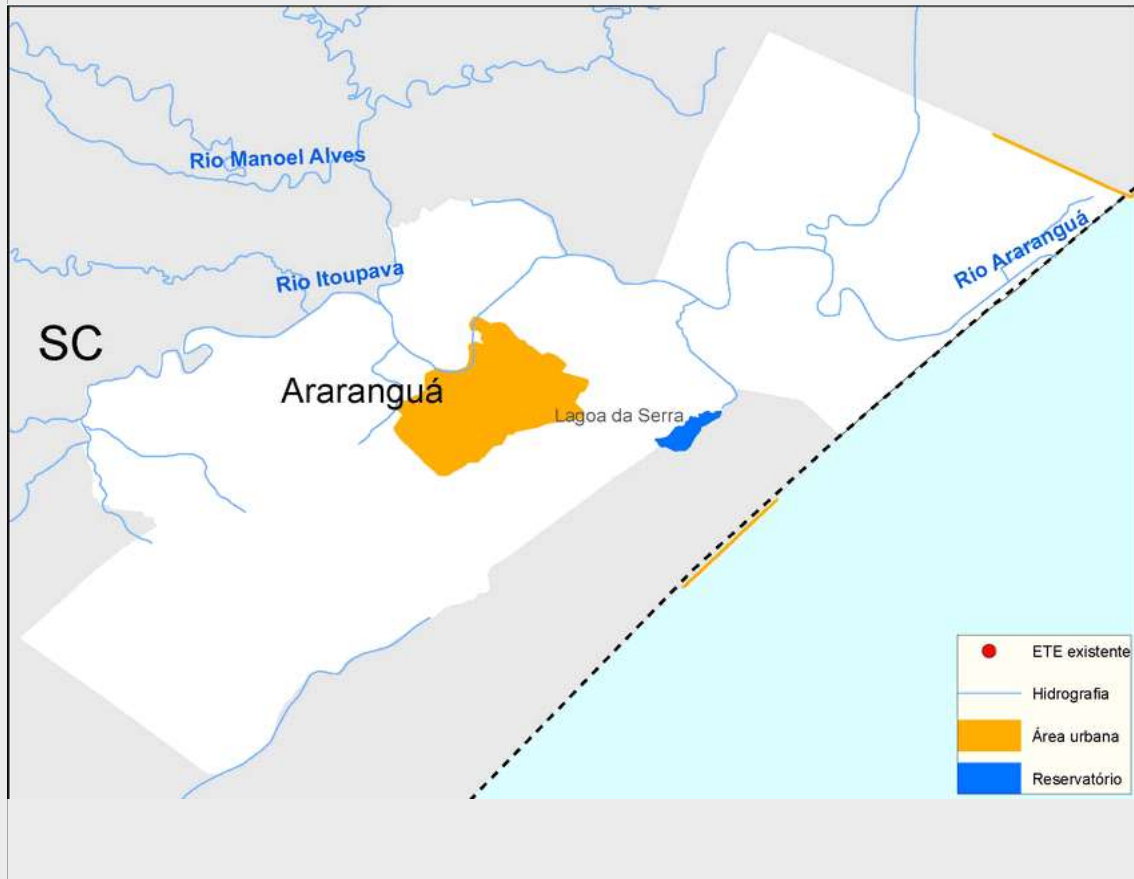 Rio Manoel Alves
Rio Araranguá
Rio Itoupava
SC
Araranguá
Lagoa da Serra
ETE existente
Hidrografia
Área urbana
Reservatório